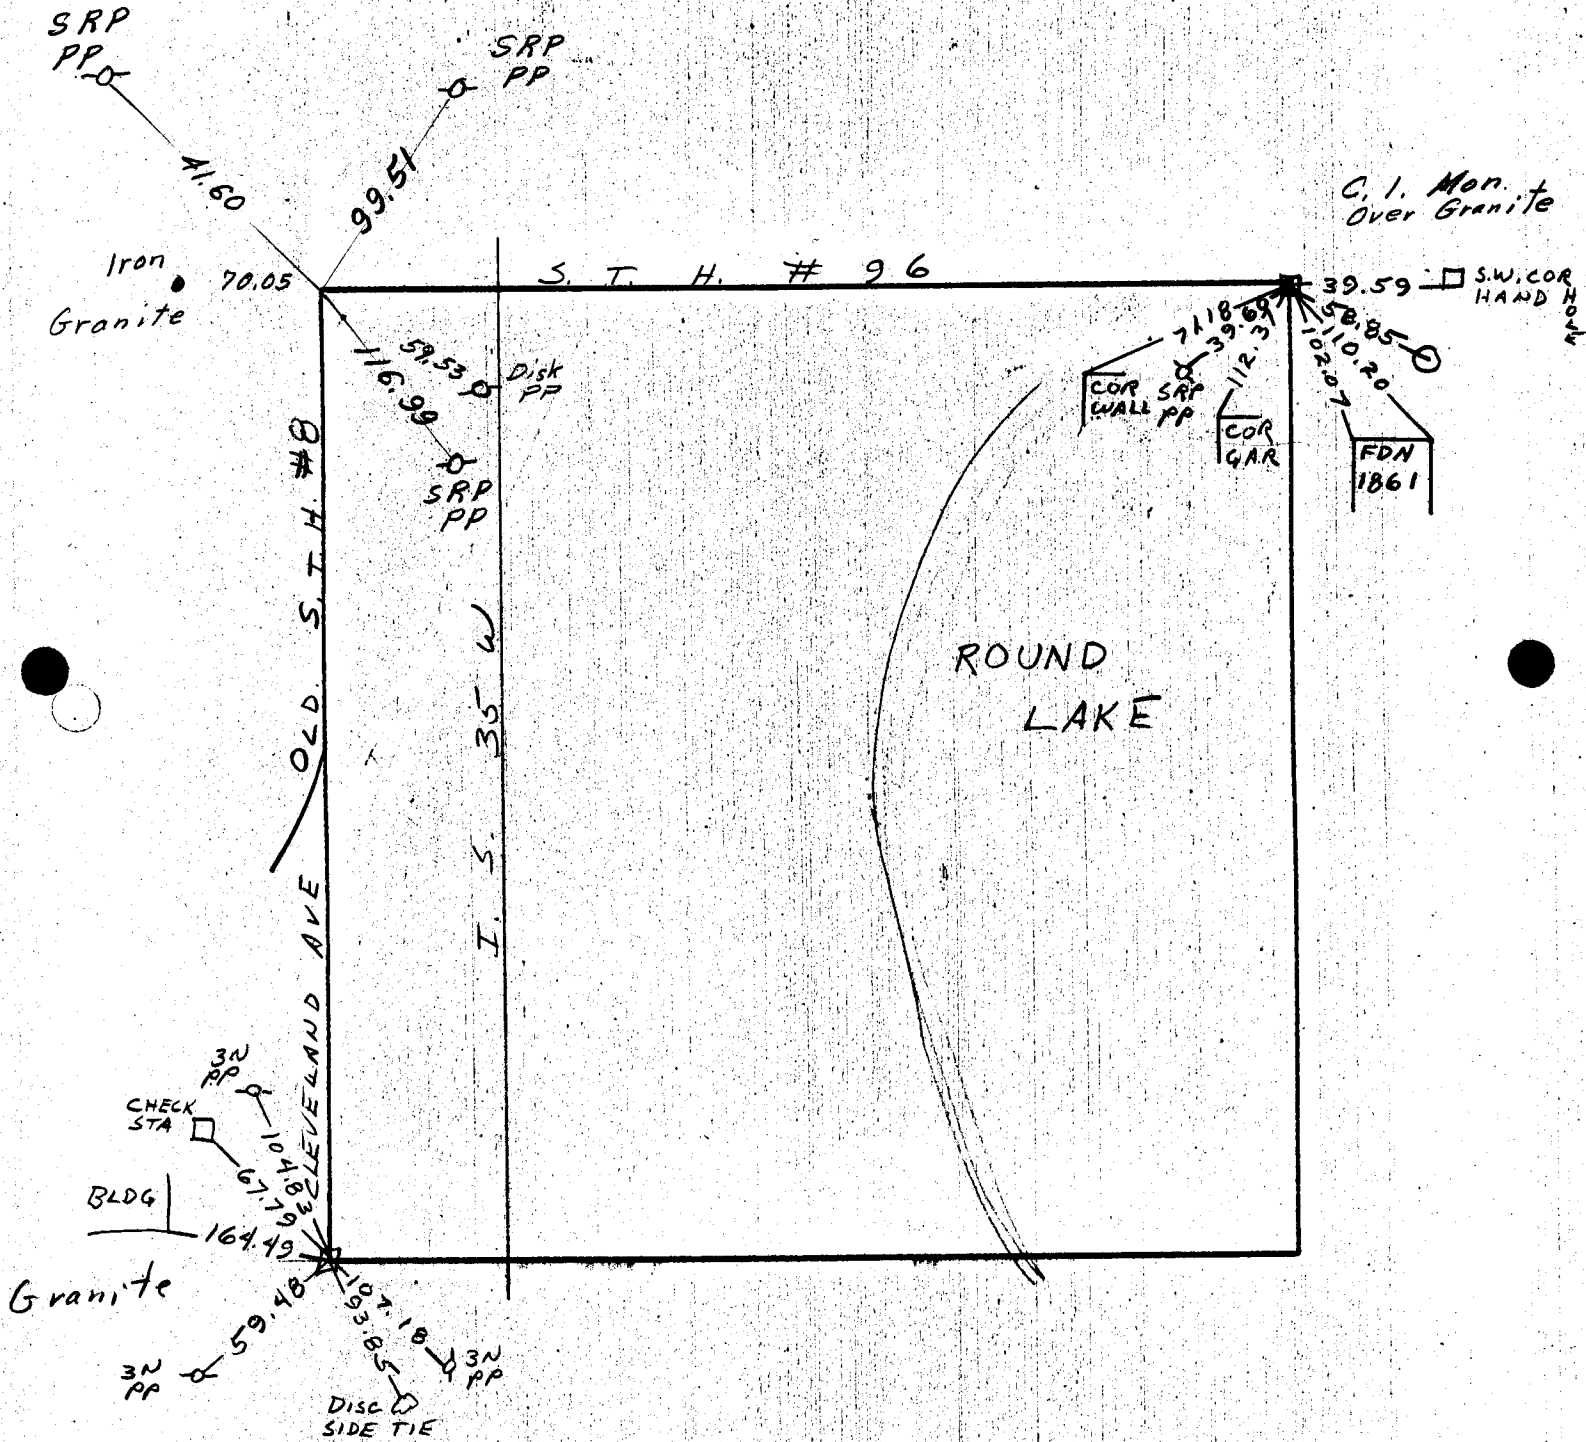 SRP
PP
SRP
PP
41.60
99.51
C. I. Mon.
Over Granite
Iron
Granite
70.05
S. T. H. # 96
39.59
S.W. COR
HAND HOLE
71.18
39.69
112.31
58.85
110.20
102.07
COR
WALL
SRP
PP
COR
GAR
FDN
1861
59.53
Disk
PP
116.99
SRP
PP
OLD. S. T. H. #8
I. S. 35 W
ROUND
LAKE
CLEVELAND AVE
3N
PP
CHECK
STA
104.83
67.79
BLDG
164.49
Granite
59.48
3N
PP
107.18
93.85
3N
PP
Disc
SIDE TIE